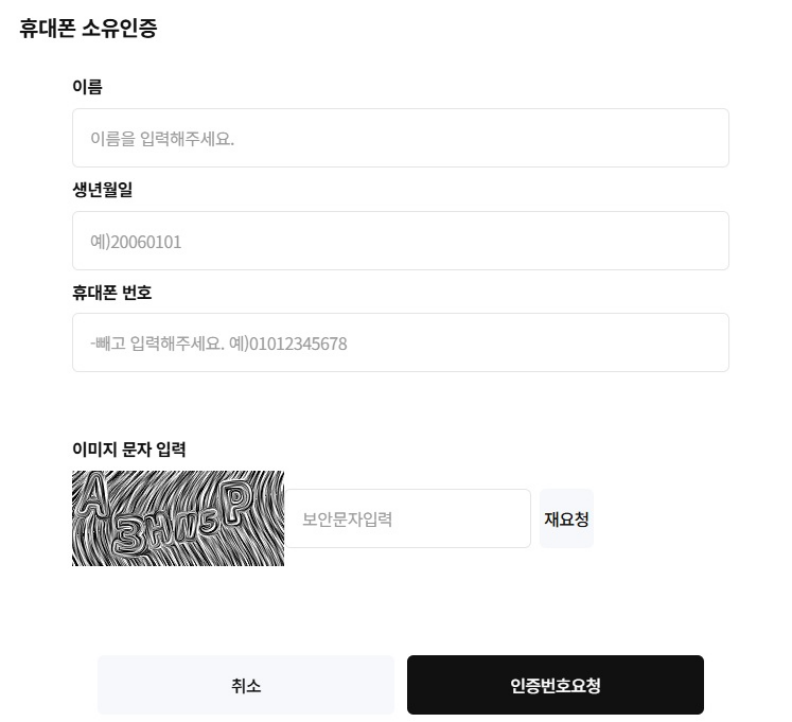 휴대폰 소유인증
이름
이름을 입력해주세요.
생년월일
예)20060101
휴대폰 번호
-빼고 입력해주세요. 예)01012345678
이미지 문자 입력
보안문자입력
재요청
취소
인증번호요청